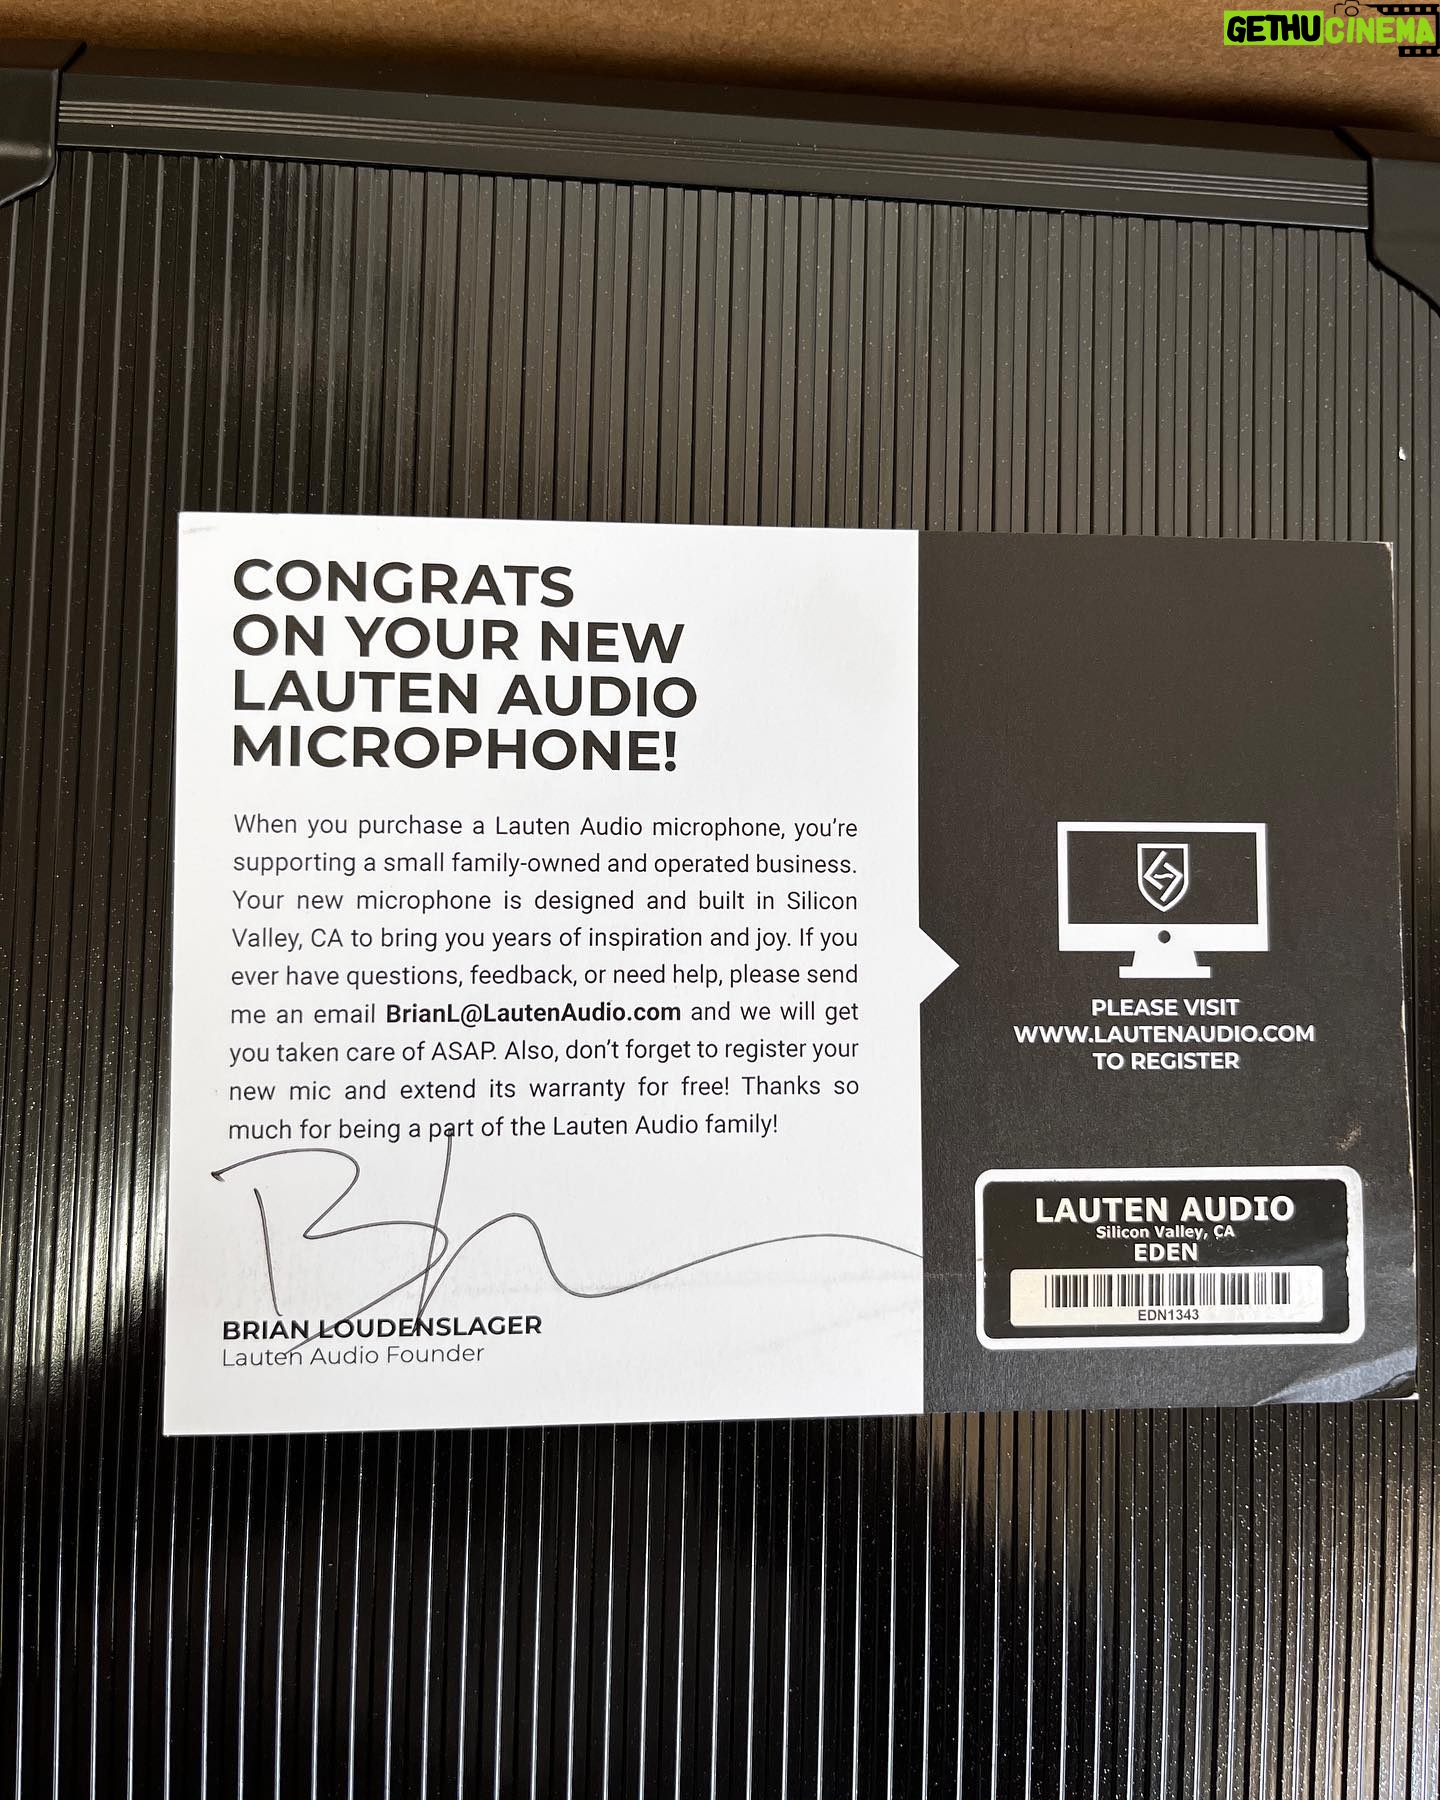 GETHUCINEMA
CONGRATS
ON YOUR NEW
LAUTEN AUDIO
MICROPHONE!
When you purchase a Lauten Audio microphone, you’re
supporting a small family-owned and operated business.
Your new microphone is designed and built in Silicon
Valley, CA to bring you years of inspiration and joy. If you
ever have questions, feedback, or need help, please send
me an email BrianL@LautenAudio.com and we will get
you taken care of ASAP. Also, don’t forget to register your
new mic and extend its warranty for free! Thanks so
much for being a part of the Lauten Audio family!
BRIAN LOUDENSLAGER
Lauten Audio Founder
PLEASE VISIT
WWW.LAUTENAUDIO.COM
TO REGISTER
LAUTEN AUDIO
Silicon Valley, CA
EDEN
EDN1343